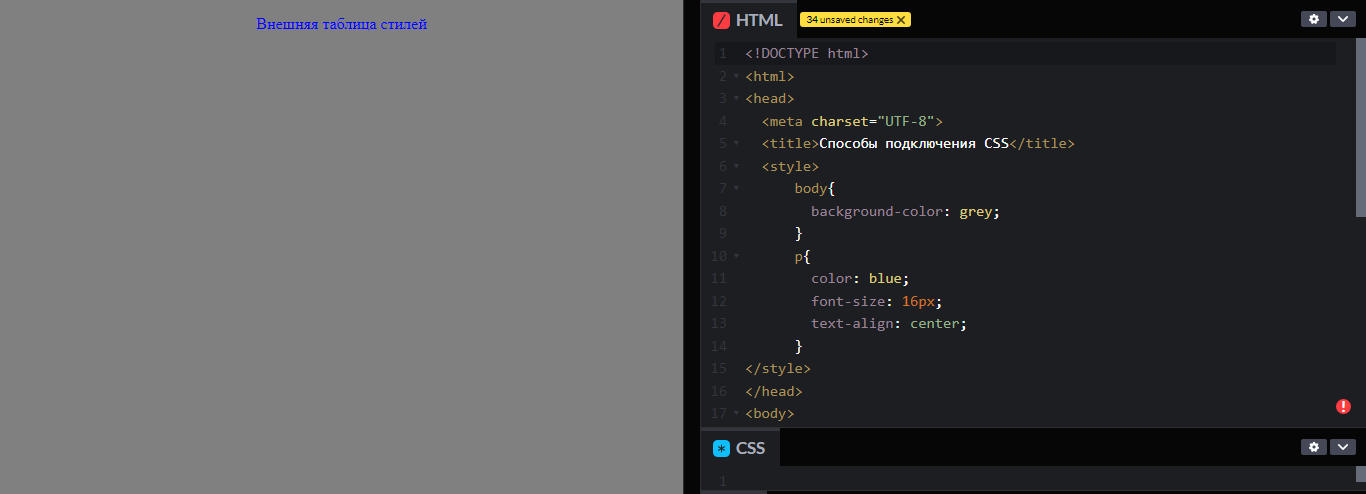 Внешняя таблица стилей
HTML
34 unsaved changes
1 <!DOCTYPE html>
2 <html>
3 <head>
4 <meta charset="UTF-8">
5 <title>Способы подключения CSS</title>
6 <style>
7 body{
8 background-color: grey;
9 }
10 p{
11 color: blue;
12 font-size: 16px;
13 text-align: center;
14 }
15 </style>
16 </head>
17 <body>
CSS
1